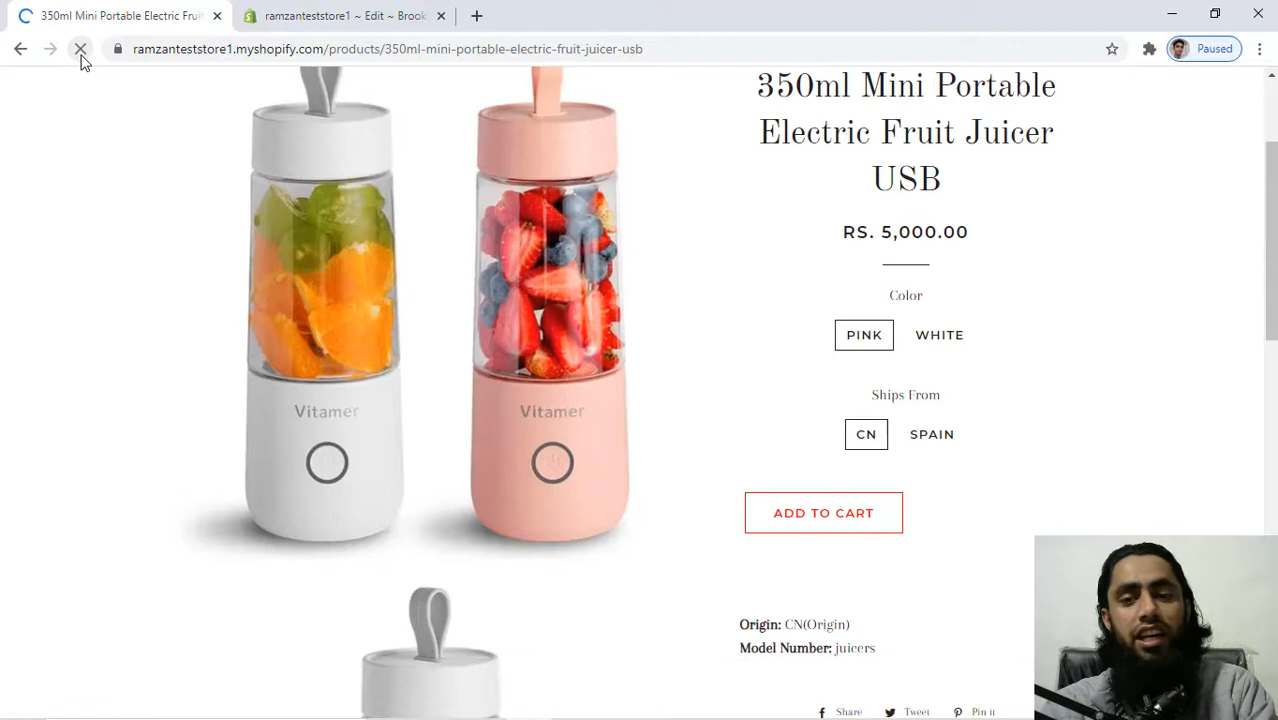 350ml Mini Portable Electric Fru
ramzanteststore1 ~ Edit ~ Brook
ramzanteststore1.myshopify.com/products/350ml-mini-portable-electric-fruit-juicer-usb
Paused
350ml Mini Portable
Electric Fruit Juicer
USB
RS. 5,000.00
Color
PINK WHITE
Ships From
CN SPAIN
ADD TO CART
Origin: CN(Origin)
Model Number: juicers
Share Tweet Pin it
Vitamer
Vitamer